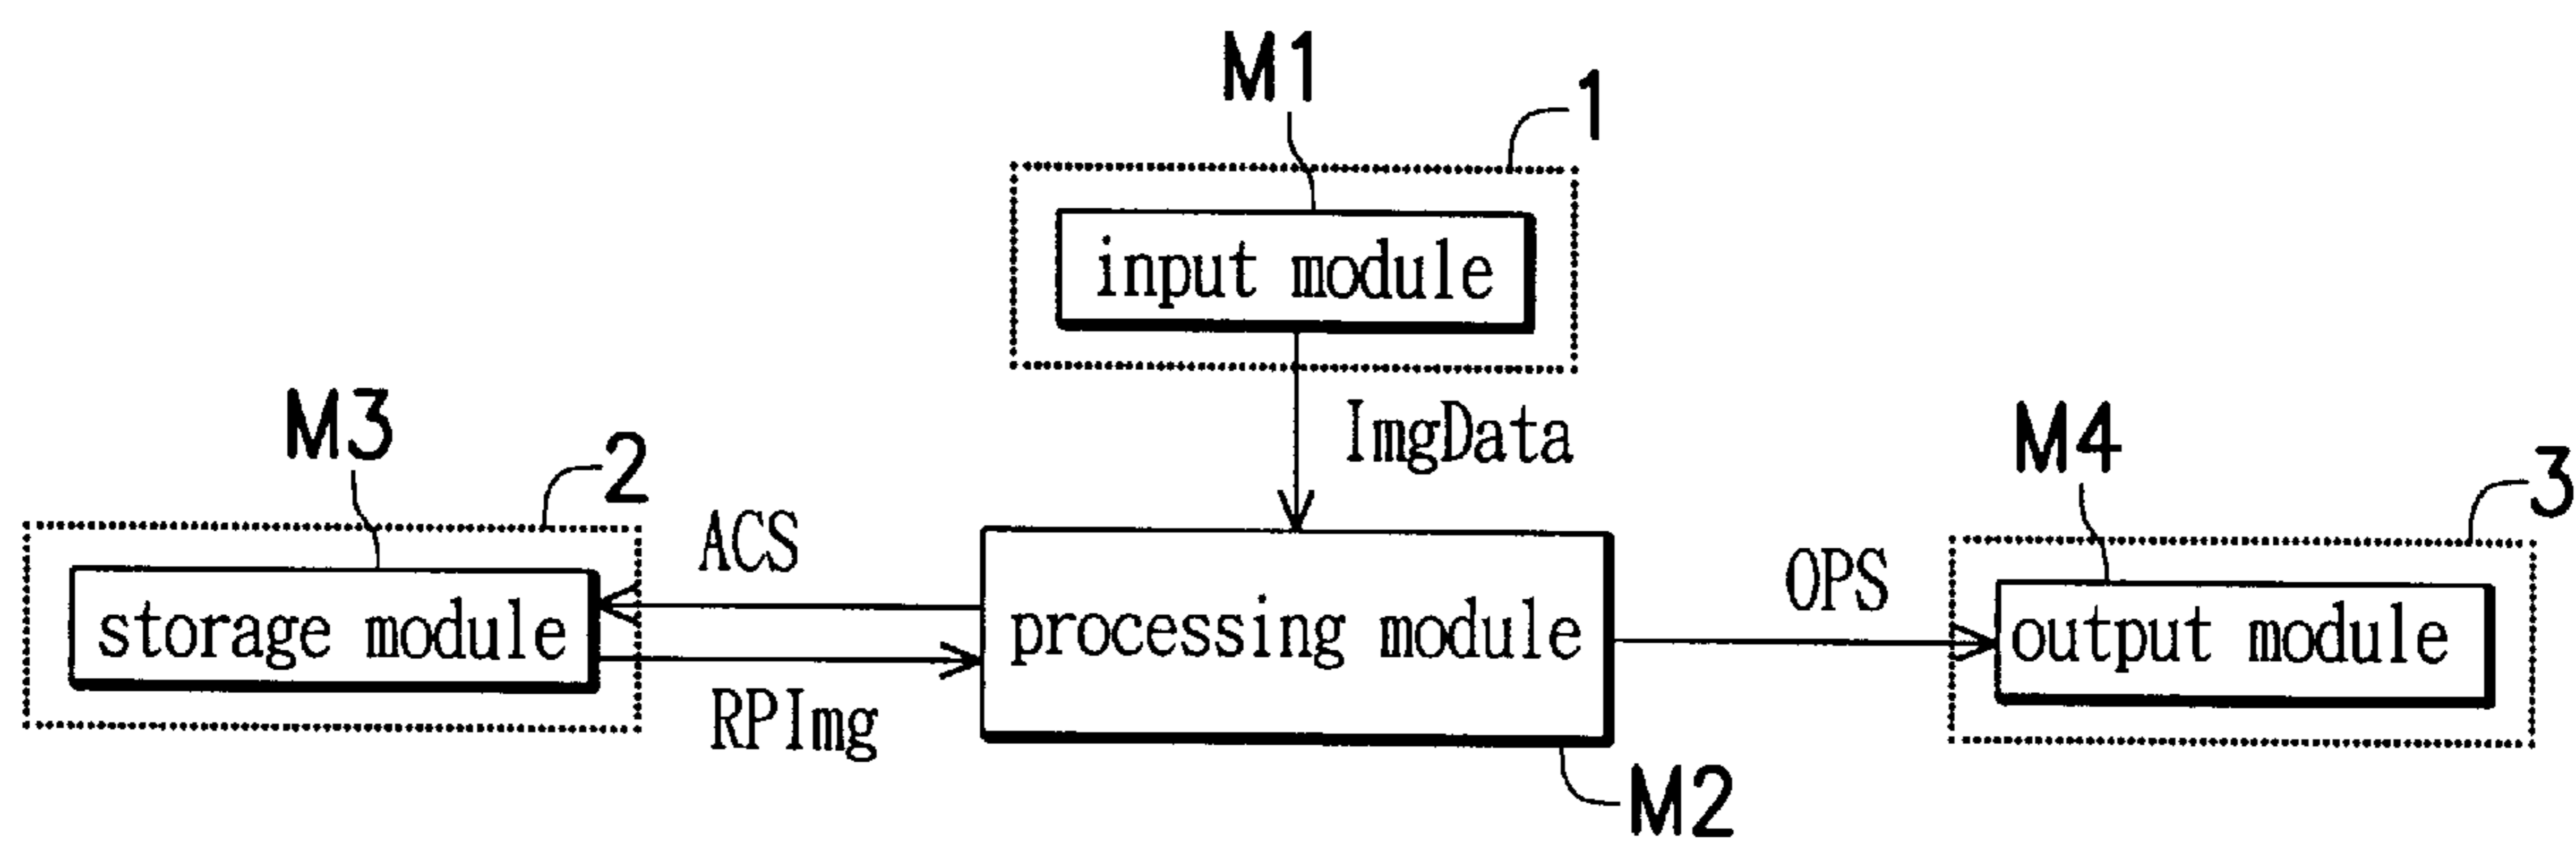 M1
1
input module
ImgData
M3
2
M4
3
ACS
OPS
storage module
processing module
output module
RPImg
M2